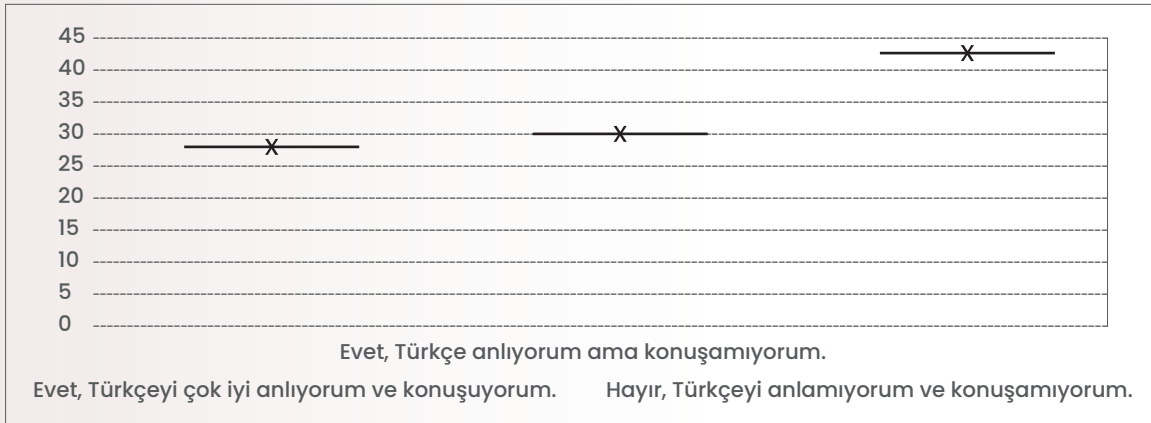 45
40
35
30
25
20
15
10
5
0
X
X
X
Evet, Türkçe anlıyorum ama konuşamıyorum.
Evet, Türkçeyi çok iyi anlıyorum ve konuşuyorum.
Hayır, Türkçeyi anlamıyorum ve konuşamıyorum.